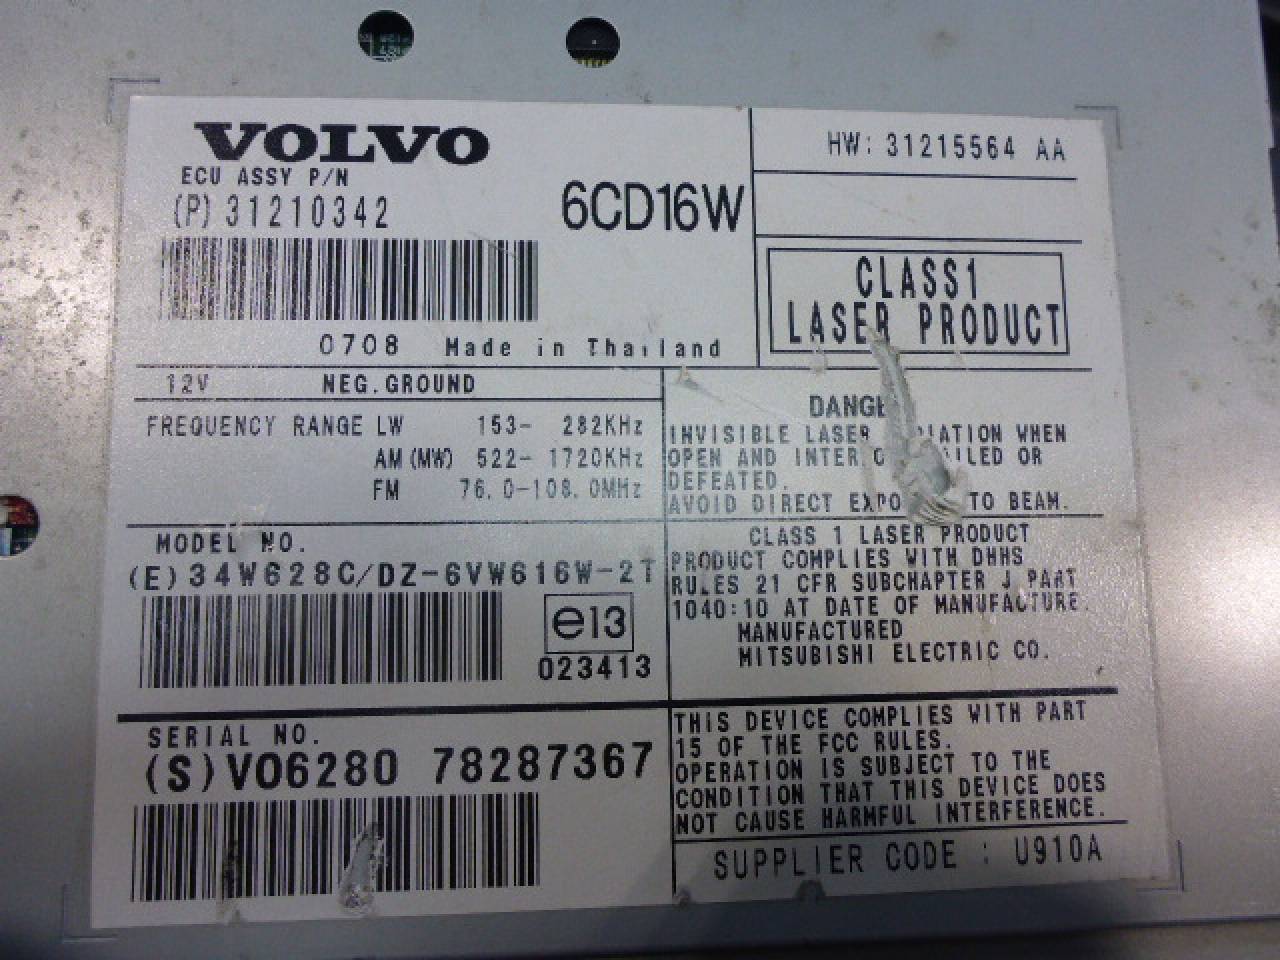 VOLVO
ECU ASSY P/N
(P) 31210342
6CD16W
0708 Made in Thailand
HW: 31215564 AA
CLASS1
LASER PRODUCT
12V NEG. GROUND
FREQUENCY RANGE LW 153- 282KHz
AM (MW) 522- 1720KHz
FM 76.0-108.0MHz
INVISIBLE LASER WHEN
OPEN AND OR
DEFEATED.
AVOID DIRECT TO BEAM.
MODEL NO.
(E) 34W628C/DZ-6VW616W-2T
e13
023413
CLASS 1 LASER PRODUCT
PRODUCT COMPLIES WITH DHHS
RULES 21 CFR SUBCHAPTER J PART
1040:10 AT DATE OF MANUFACTURE.
MANUFACTURED
MITSUBISHI ELECTRIC CO.
SERIAL NO.
(S) VO6280 78287367
THIS DEVICE COMPLIES WITH PART
15 OF THE FCC RULES.
OPERATION IS SUBJECT TO THE
CONDITION THAT THIS DEVICE DOES
NOT CAUSE HARMFUL INTERFERENCE.
SUPPLIER CODE : U910A